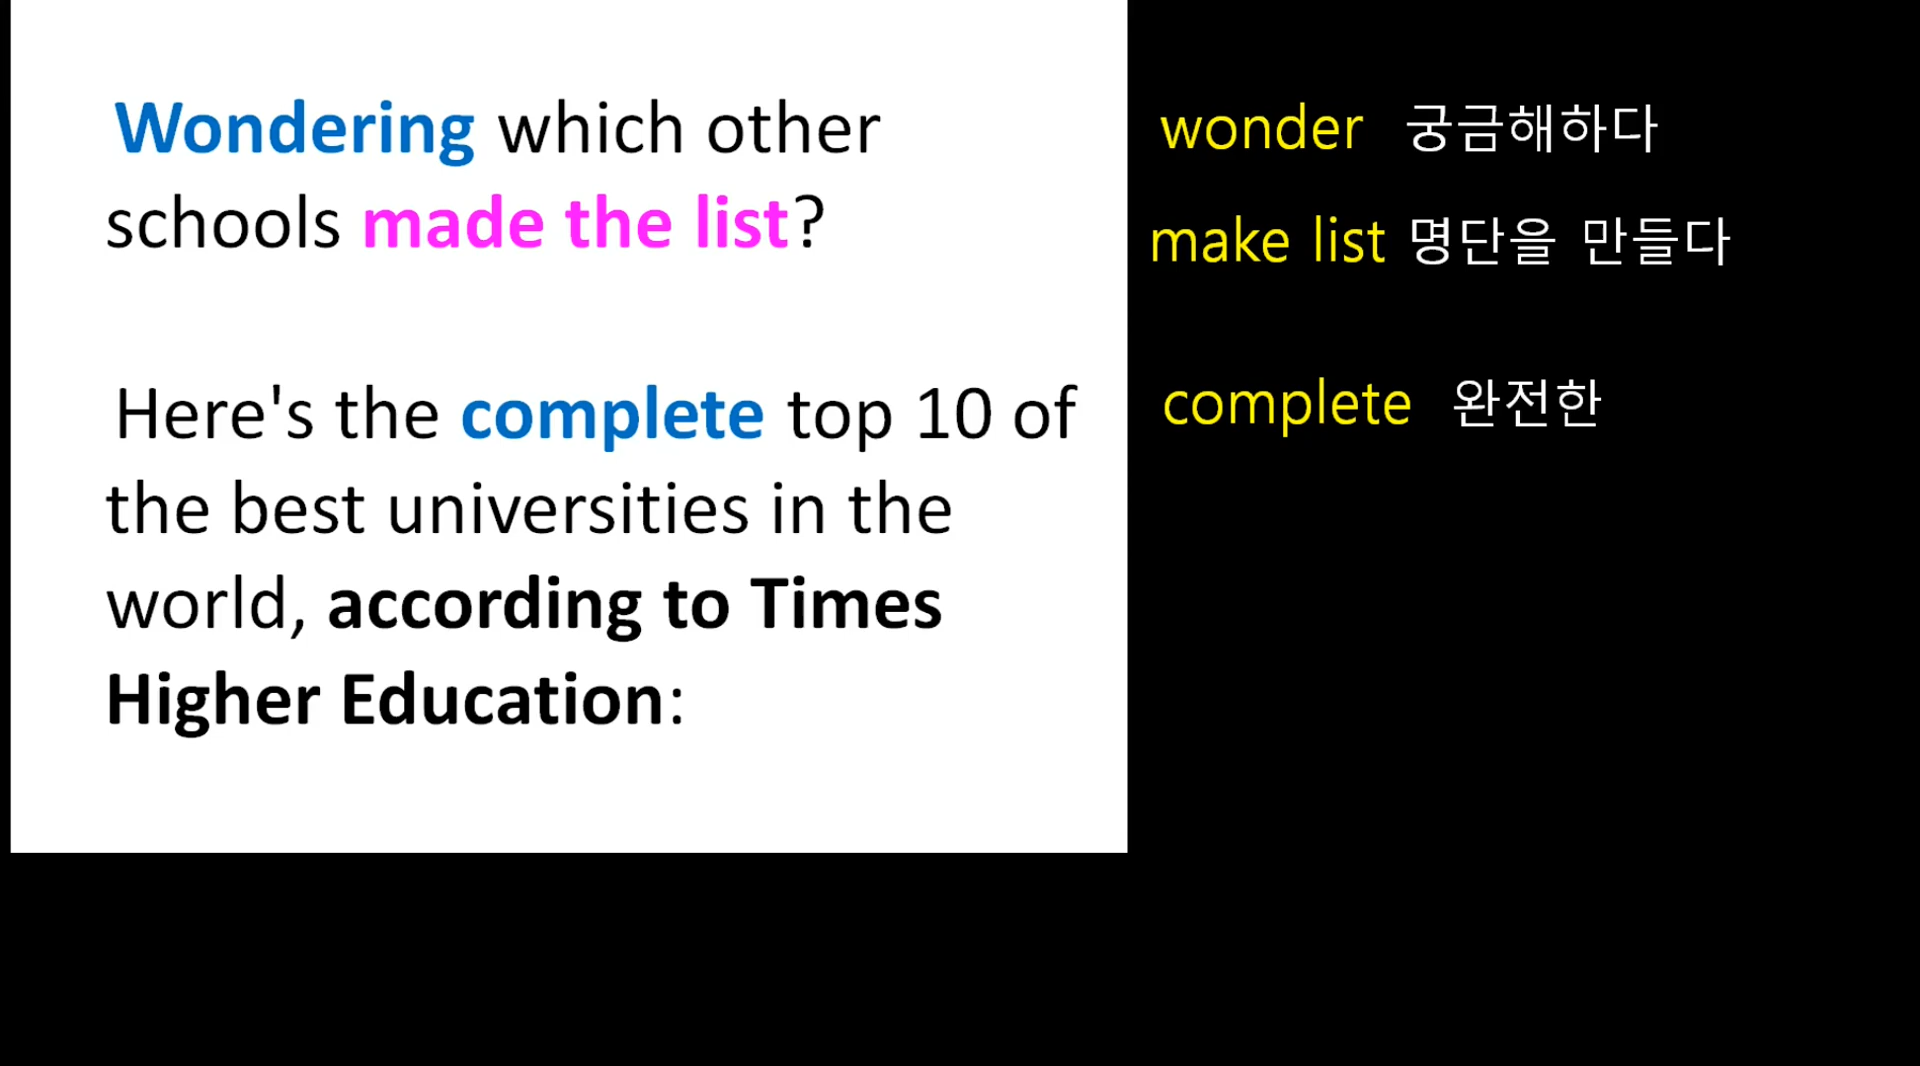 Wondering which other
schools made the list?
Here's the complete top 10 of
the best universities in the
world, according to Times
Higher Education:
wonder 궁금해하다
make list 명단을 만들다
complete 완전한